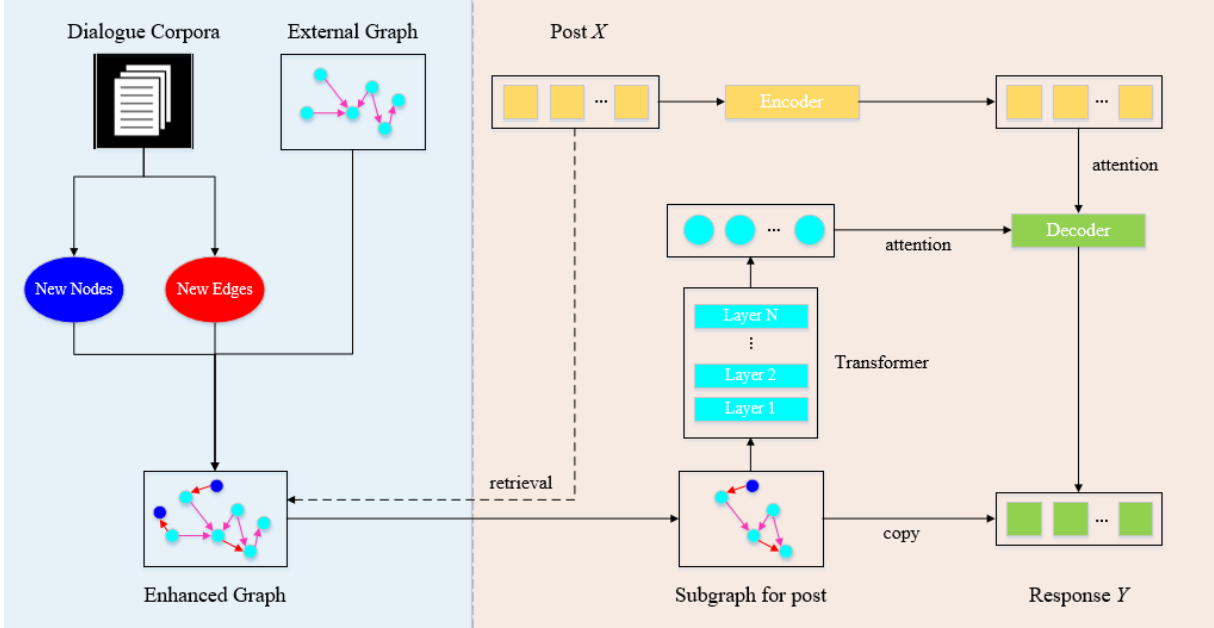 Dialogue Corpora
External Graph
Post X
...
Encoder
...
attention
...
attention
Decoder
New Nodes
New Edges
Layer N
...
Layer 2
Layer 1
Transformer
retrieval
copy
...
Enhanced Graph
Subgraph for post
Response Y